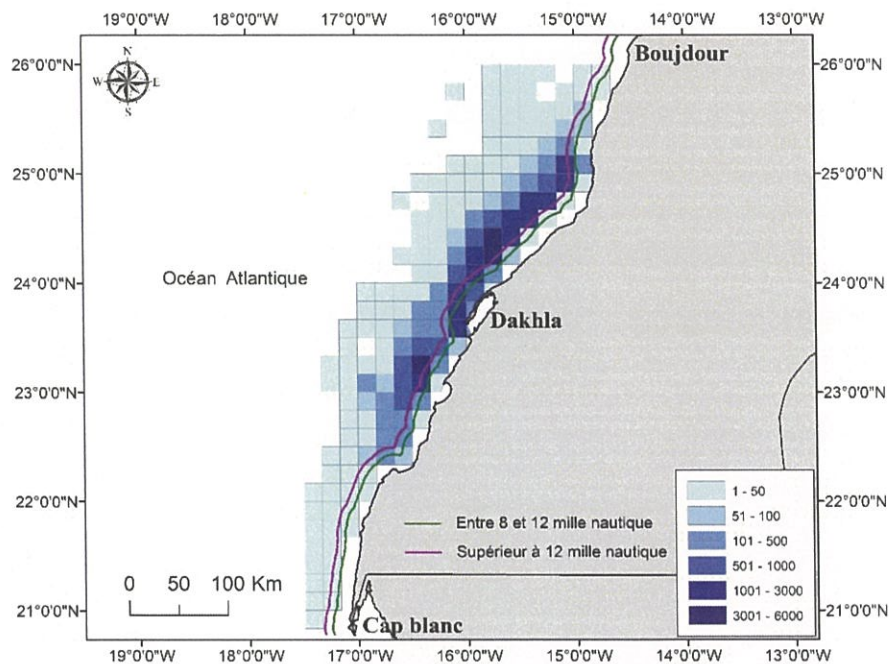 19°0'0"W 18°0'0"W 17°0'0"W 16°0'0"W 15°0'0"W 14°0'0"W 13°0'0"W
26°0'0"N 26°0'0"N
25°0'0"N 25°0'0"N
24°0'0"N 24°0'0"N
23°0'0"N 23°0'0"N
22°0'0"N 22°0'0"N
21°0'0"N 21°0'0"N
N
W E
S
Boujdour
Océan Atlantique
Dakhla
Entre 8 et 12 mille nautique
Supérieur à 12 mille nautique
1 - 50
51 - 100
101 - 500
501 - 1000
1001 - 3000
3001 - 6000
0 50 100 Km
Cap blanc
19°0'0"W 18°0'0"W 17°0'0"W 16°0'0"W 15°0'0"W 14°0'0"W 13°0'0"W